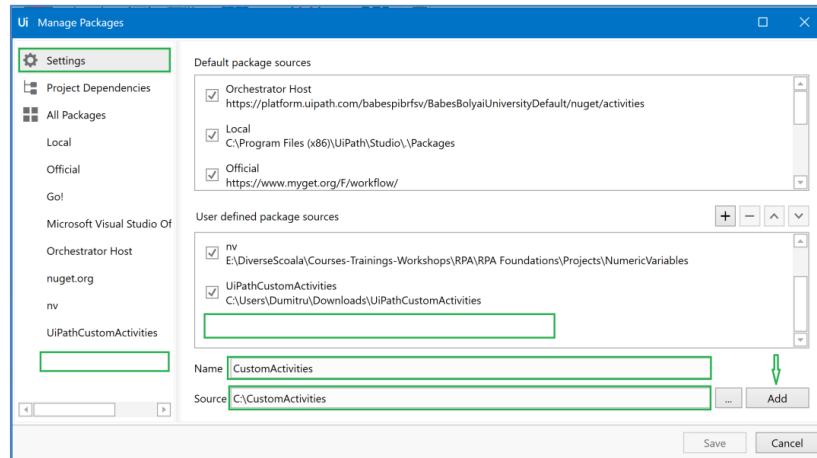 Ui Manage Packages
Settings
Project Dependencies
All Packages
Local
Official
Go!
Microsoft Visual Studio Of
Orchestrator Host
nuget.org
nv
UiPathCustomActivities
Default package sources
Orchestrator Host
https://platform.uipath.com/babespibrfsv/BabesBolyaiUniversityDefault/nuget/activities
Local
C:\Program Files (x86)\UiPath\Studio\.\Packages
Official
https://www.myget.org/F/workflow/
User defined package sources
nv
E:\DiverseScoala\Courses-Trainings-Workshops\RPA\RPA Foundations\Projects\NumericVariables
UiPathCustomActivities
C:\Users\Dumitru\Downloads\UiPathCustomActivities
Name CustomActivities
Source C:\CustomActivities ... Add
Save Cancel